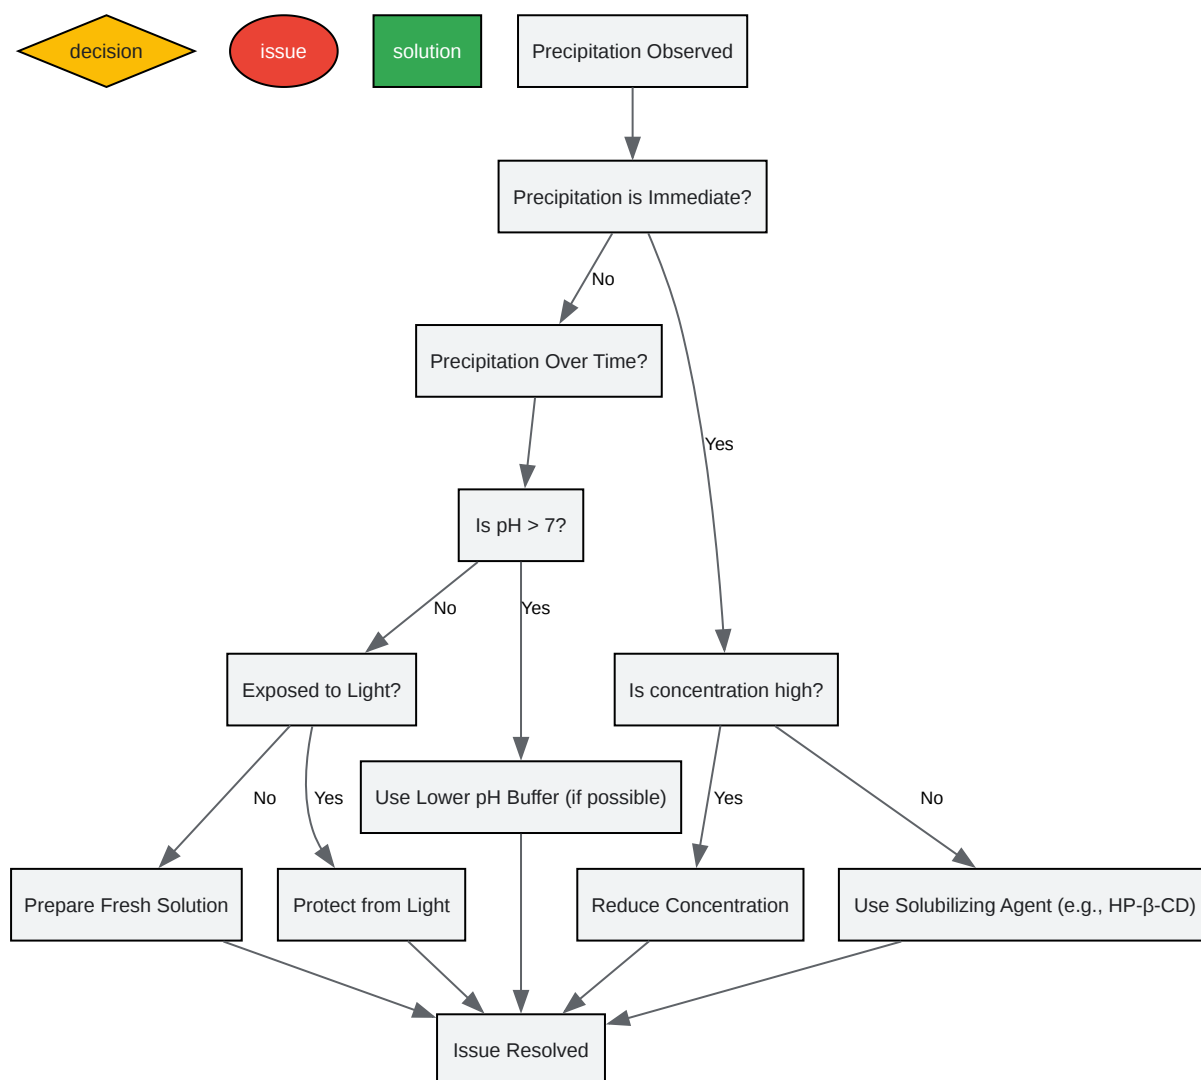 decision
issue
solution
Precipitation Observed
Precipitation is Immediate?
No
Precipitation Over Time?
Yes
Is pH > 7?
No
Yes
Exposed to Light?
Is concentration high?
No
Yes
Use Lower pH Buffer (if possible)
Yes
No
Prepare Fresh Solution
Protect from Light
Reduce Concentration
Use Solubilizing Agent (e.g., HP-β-CD)
Issue Resolved